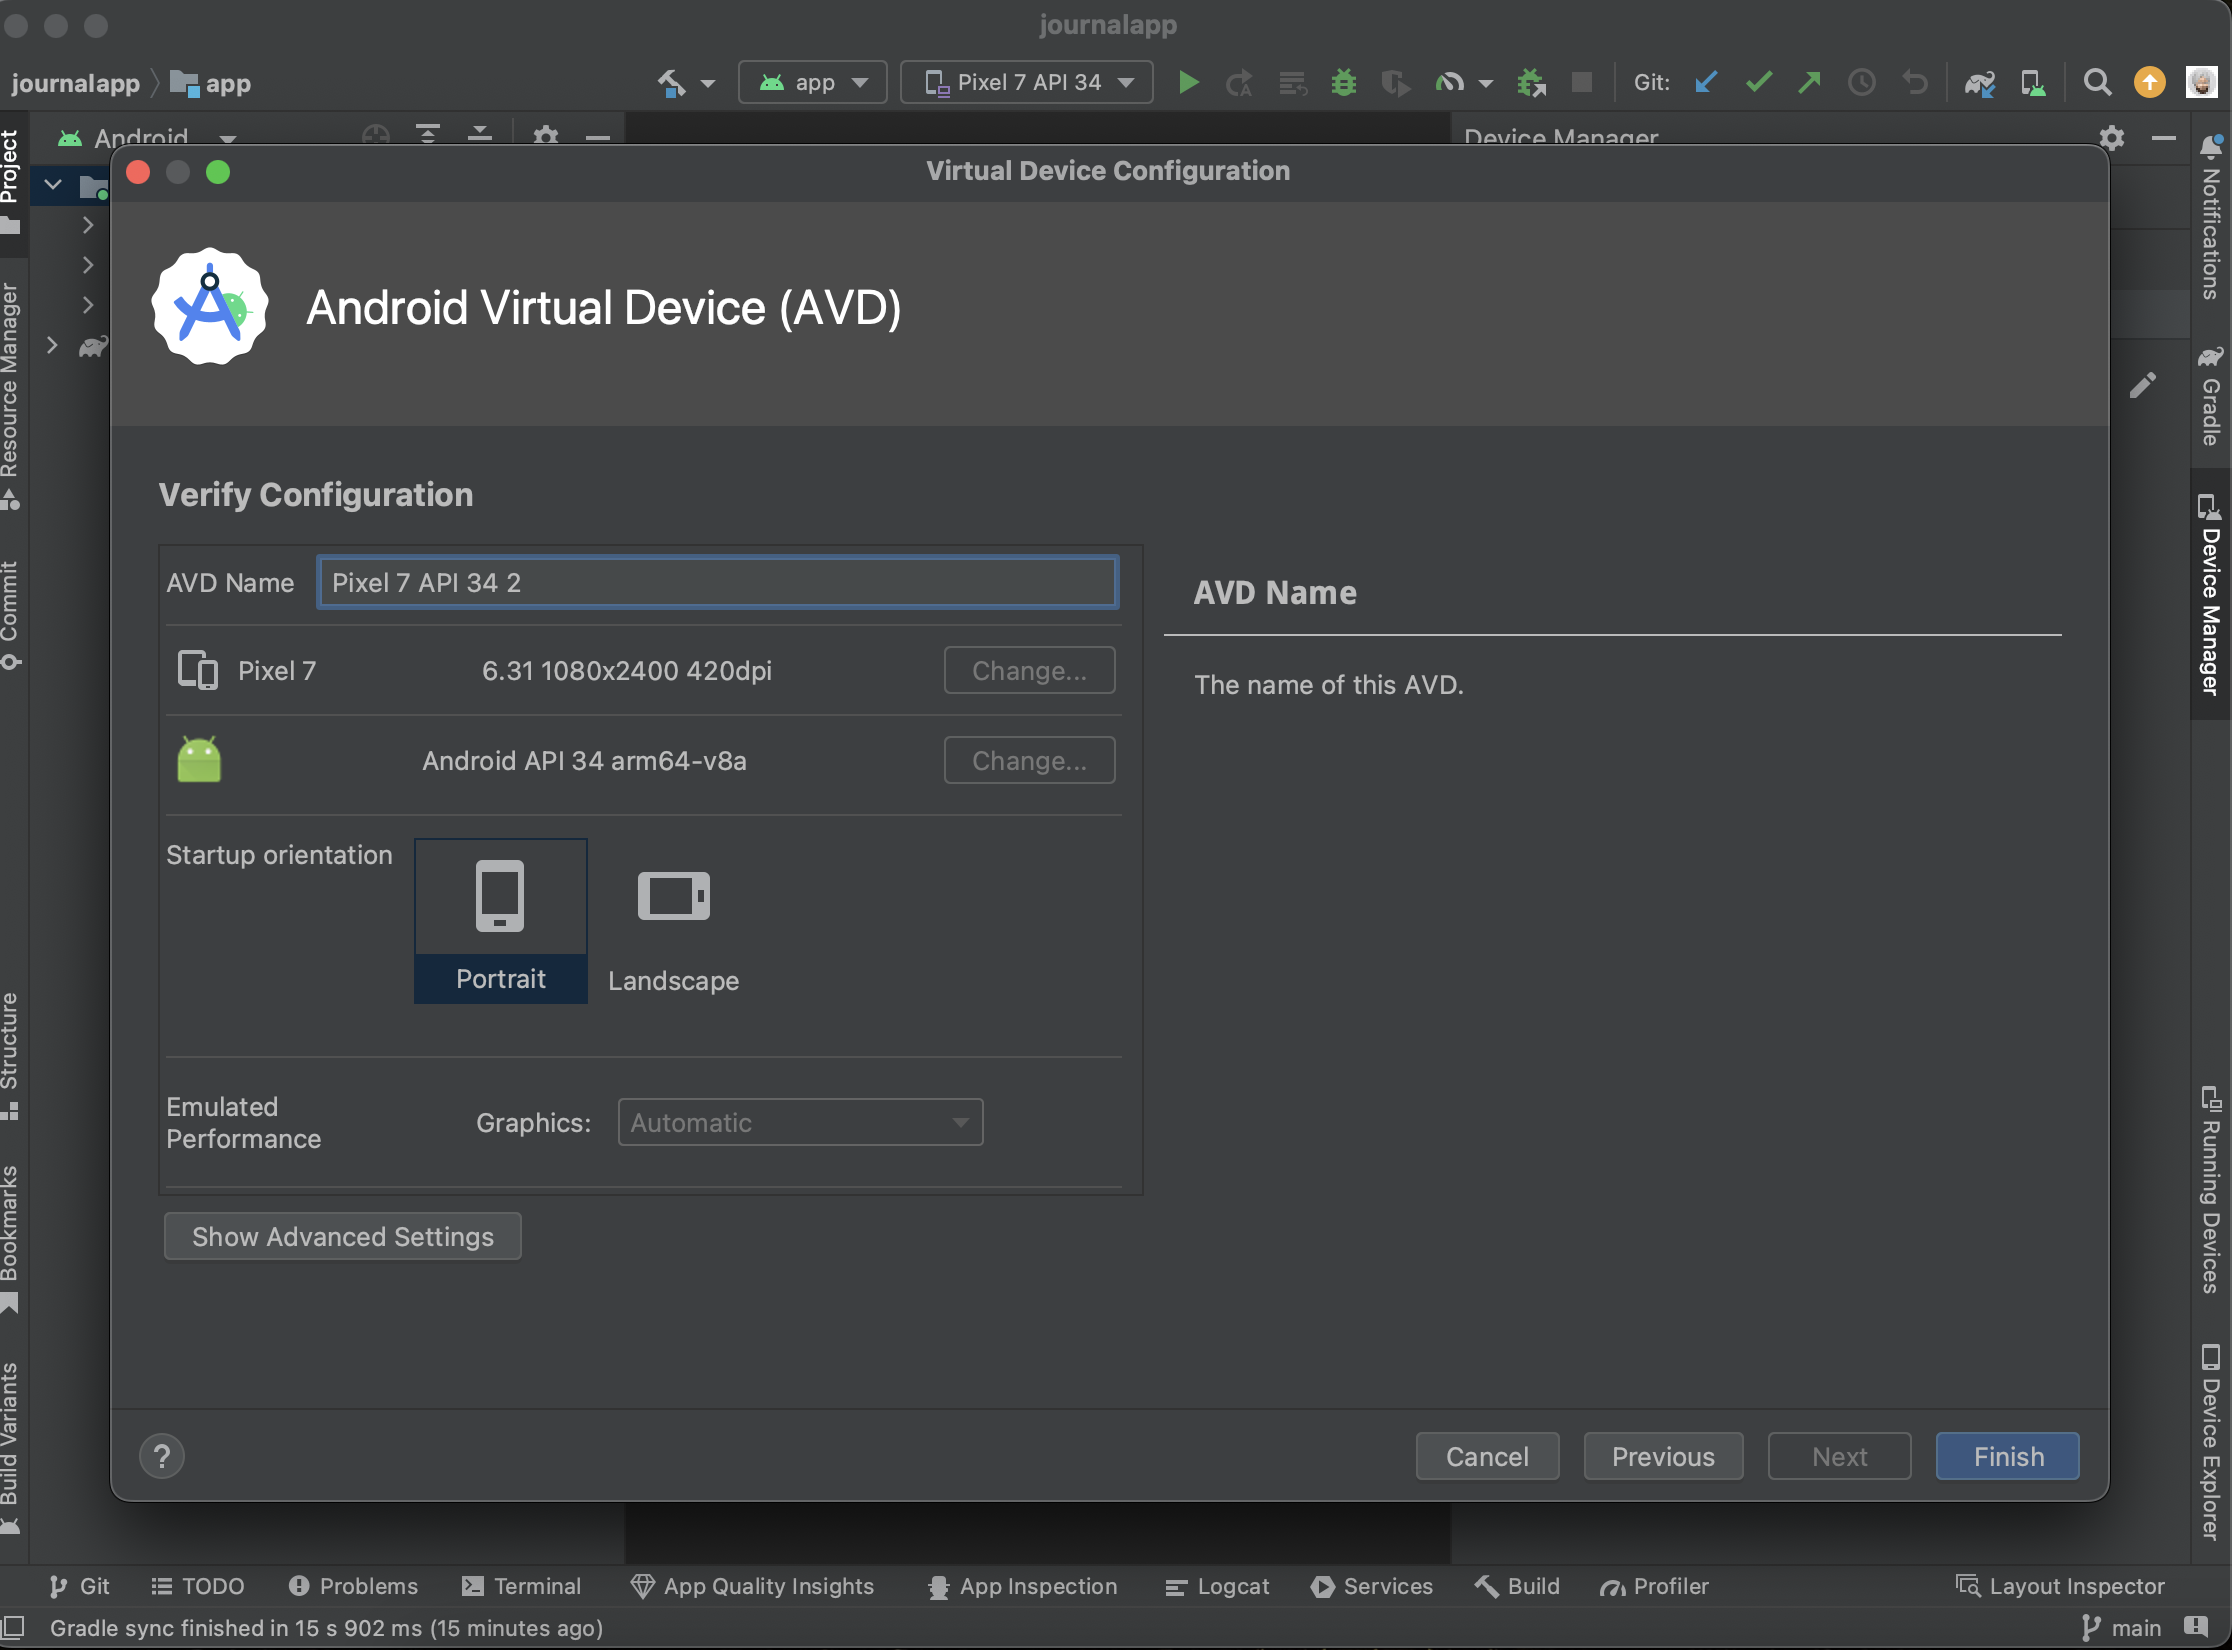 journalapp
journalapp
app
app
Pixel 7 API 34
Git:
Android
Device Manager
Project
Resource Manager
Commit
Structure
Bookmarks
Build Variants
Virtual Device Configuration
Android Virtual Device (AVD)
Verify Configuration
AVD Name
Pixel 7 API 34 2
Pixel 7
6.31 1080x2400 420dpi
Change...
Android API 34 arm64-v8a
Change...
Startup orientation
Portrait
Landscape
Emulated
Performance
Graphics:
Automatic
Show Advanced Settings
AVD Name
The name of this AVD.
?
Cancel
Previous
Next
Finish
Notifications
Gradle
Device Manager
Running Devices
Device Explorer
Git
TODO
Problems
Terminal
App Quality Insights
App Inspection
Logcat
Services
Build
Profiler
Layout Inspector
Gradle sync finished in 15 s 902 ms (15 minutes ago)
main